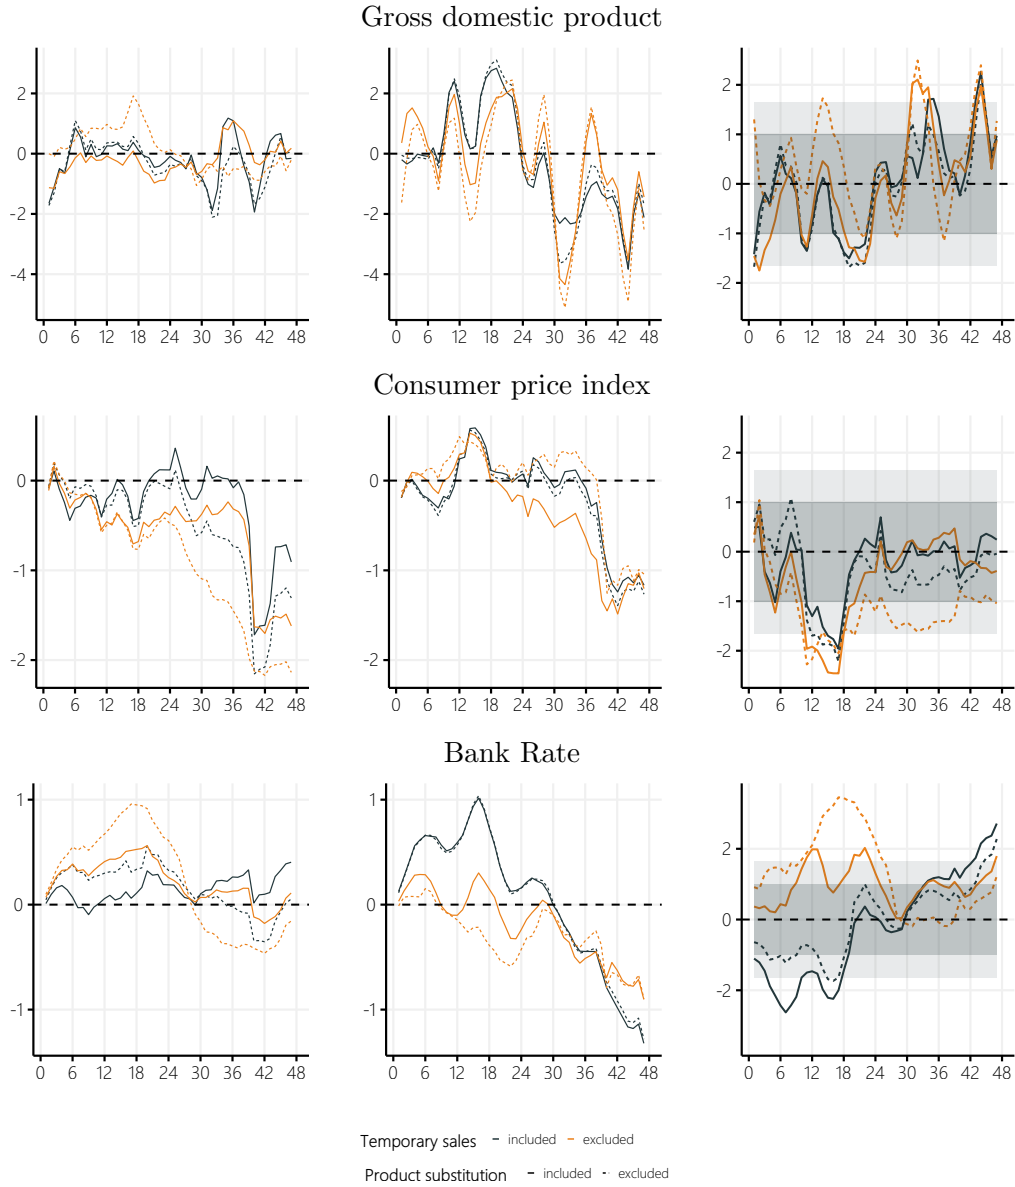 Gross domestic product
2
0
-2
-4
0 6 12 18 24 30 36 42 48
2
0
-2
-4
0 6 12 18 24 30 36 42 48
2
1
0
-1
-2
0 6 12 18 24 30 36 42 48
Consumer price index
0
-1
-2
0 6 12 18 24 30 36 42 48
0
-1
-2
0 6 12 18 24 30 36 42 48
2
1
0
-1
-2
0 6 12 18 24 30 36 42 48
Bank Rate
1
0
-1
0 6 12 18 24 30 36 42 48
1
0
-1
0 6 12 18 24 30 36 42 48
2
0
-2
0 6 12 18 24 30 36 42 48
Temporary sales included excluded
Product substitution included excluded